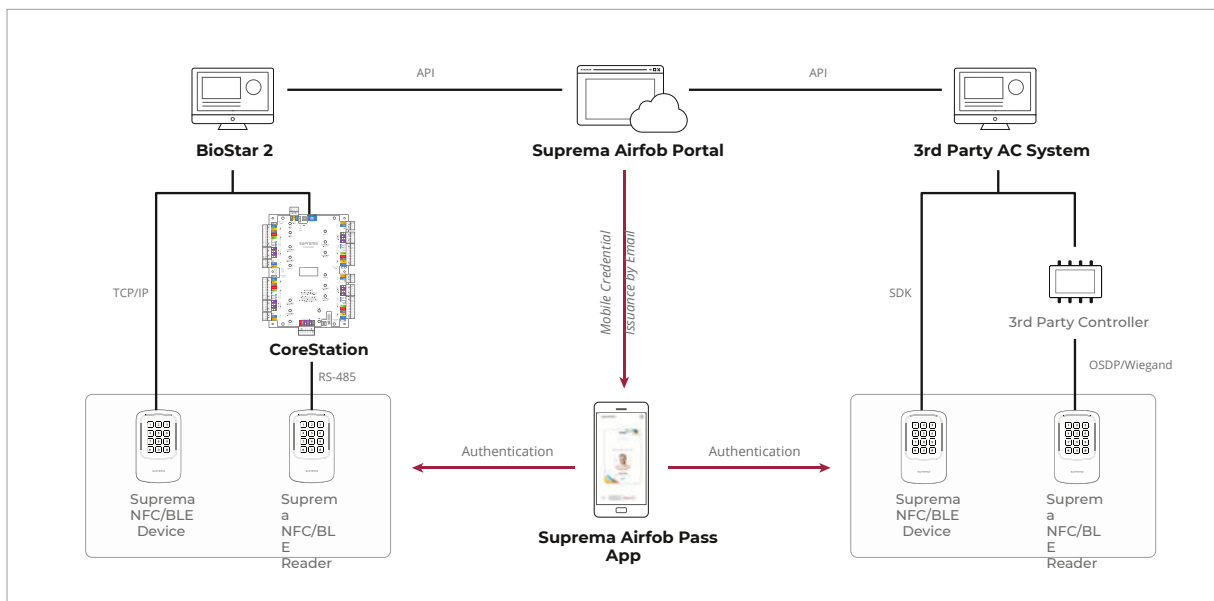 API
API
BioStar 2
Suprema Airfob Portal
3rd Party AC System
SUPREMA
TCP/IP
Mobile Credential
Issuance by Email
SDK
3rd Party Controller
CoreStation
RS-485
OSDP/Wiegand
Authentication
Authentication
Suprema
NFC/BLE
Device
Suprem
a
NFC/BL
E
Reader
Suprema Airfob Pass
App
Suprema
NFC/BLE
Device
Suprem
a
NFC/BL
E
Reader